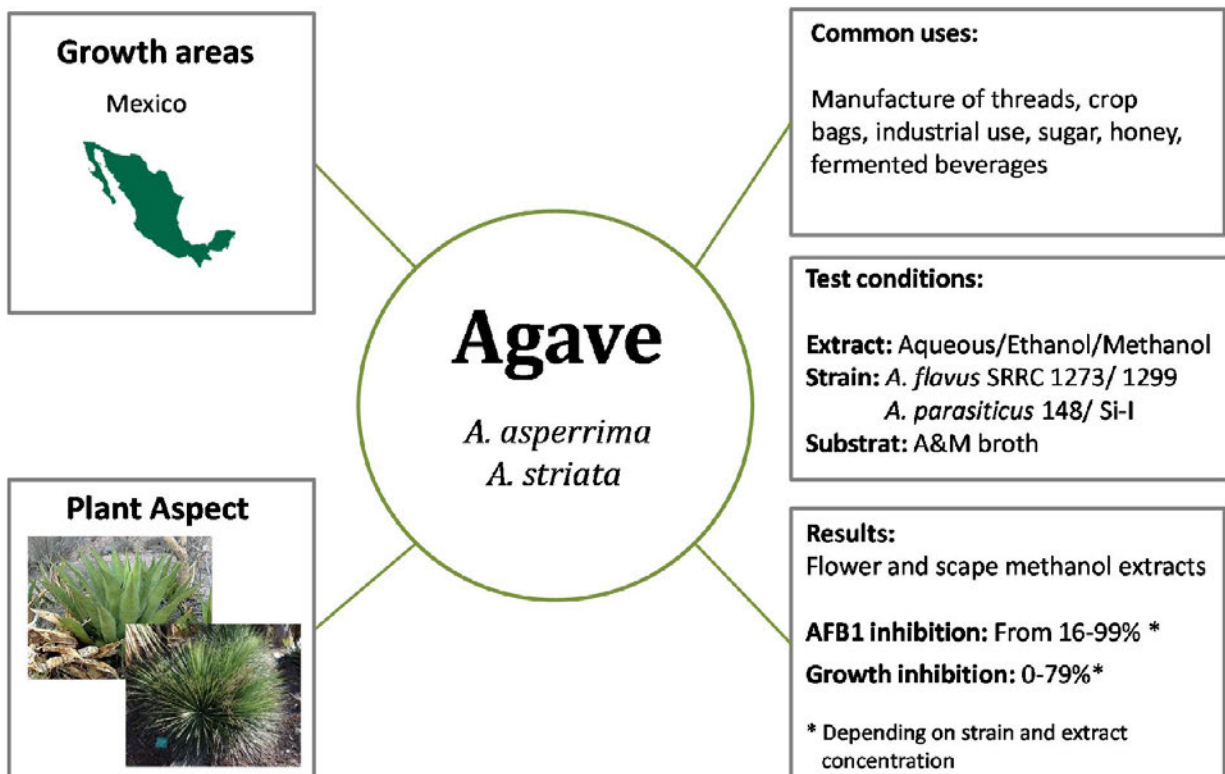 Growth areas
Mexico
Plant Aspect
Agave
A. asperrima
A. striata
Common uses:
Manufacture of threads, crop
bags, industrial use, sugar, honey,
fermented beverages
Test conditions:
Extract: Aqueous/Ethanol/Methanol
Strain: A. flavus SRRC 1273/ 1299
A. parasiticus 148/ Si-I
Substrat: A&M broth
Results:
Flower and scape methanol extracts
AFB1 inhibition: From 16-99% *
Growth inhibition: 0-79%*
* Depending on strain and extract
concentration